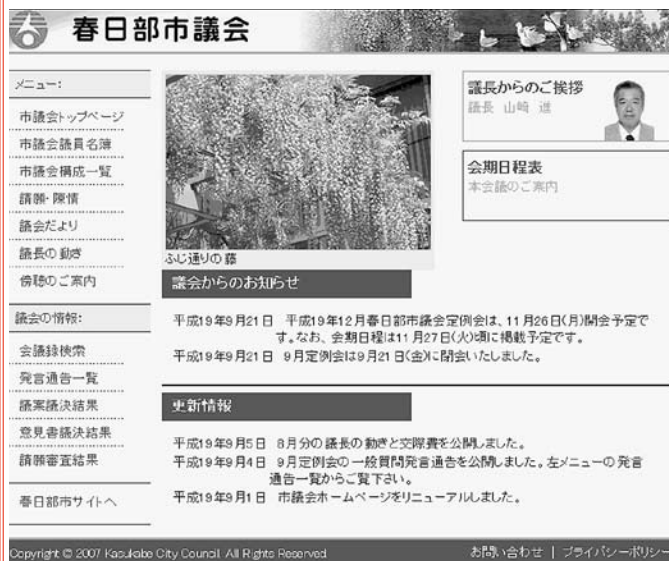 春日部市議会
メニュー:
市議会トップページ
市議会議員名簿
市議会構成一覧
請願・陳情
議会だより
議長の動き
傍聴のご案内
議会の情報:
会議録検索
発言通告一覧
議案議決結果
意見書議決結果
請願審査結果
春日部市サイトへ
ふじ通りの藤
議長からのご挨拶
議長 山崎 進
会期日程表
本会議のご案内
議会からのお知らせ
平成19年9月21日 平成19年12月春日部市議会定例会は、11月26日(月)開会予定で
す。なお、会期日程は11月27日(火)頃に掲載予定です。
平成19年9月21日 9月定例会は9月21日(金)に閉会いたしました。
更新情報
平成19年9月5日 8月分の議長の動きと交際費を公開しました。
平成19年9月4日 9月定例会の一般質問発言通告を公開しました。左メニューの発言
通告一覧からご覧下さい。
平成19年9月1日 市議会ホームページをリニューアルしました。
Copyright © 2007 Kasukabe City Council. All Rights Reserved.
お問い合わせ | プライバシーポリシー